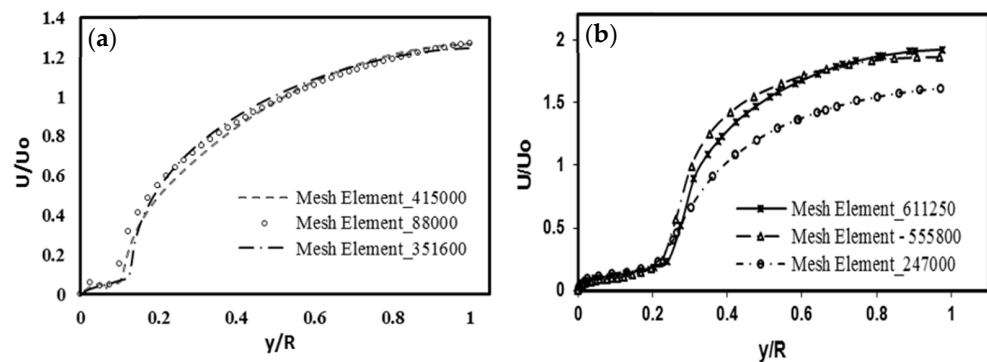 (a)
U/Uo
1.4
1.2
1
0.8
0.6
0.4
0.2
0
Mesh Element_415000
Mesh Element_88000
Mesh Element_351600
0 0.2 0.4 0.6 0.8 1
y/R
(b)
U/Uo
2
1.5
1
0.5
0
Mesh Element_611250
Mesh Element - 555800
Mesh Element_247000
0 0.2 0.4 0.6 0.8 1
y/R